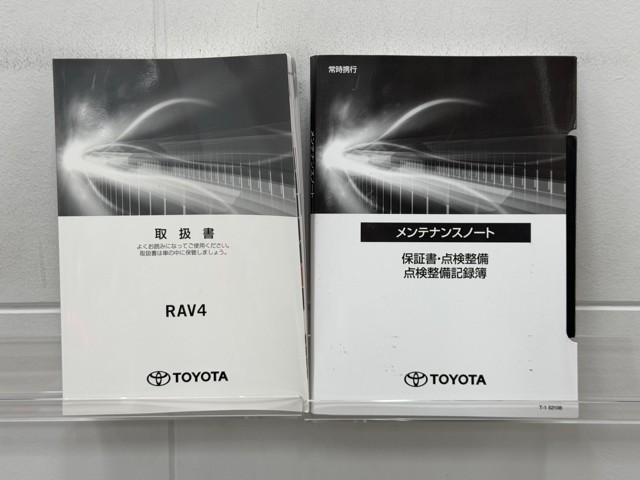 取扱書
よくお読みになってご使用ください。
取扱書は車の中に保管しましょう。
RAV4
TOYOTA
常時携行
メンテナンスノート
メンテナンスノート
保証書・点検整備
点検整備記録簿
TOYOTA